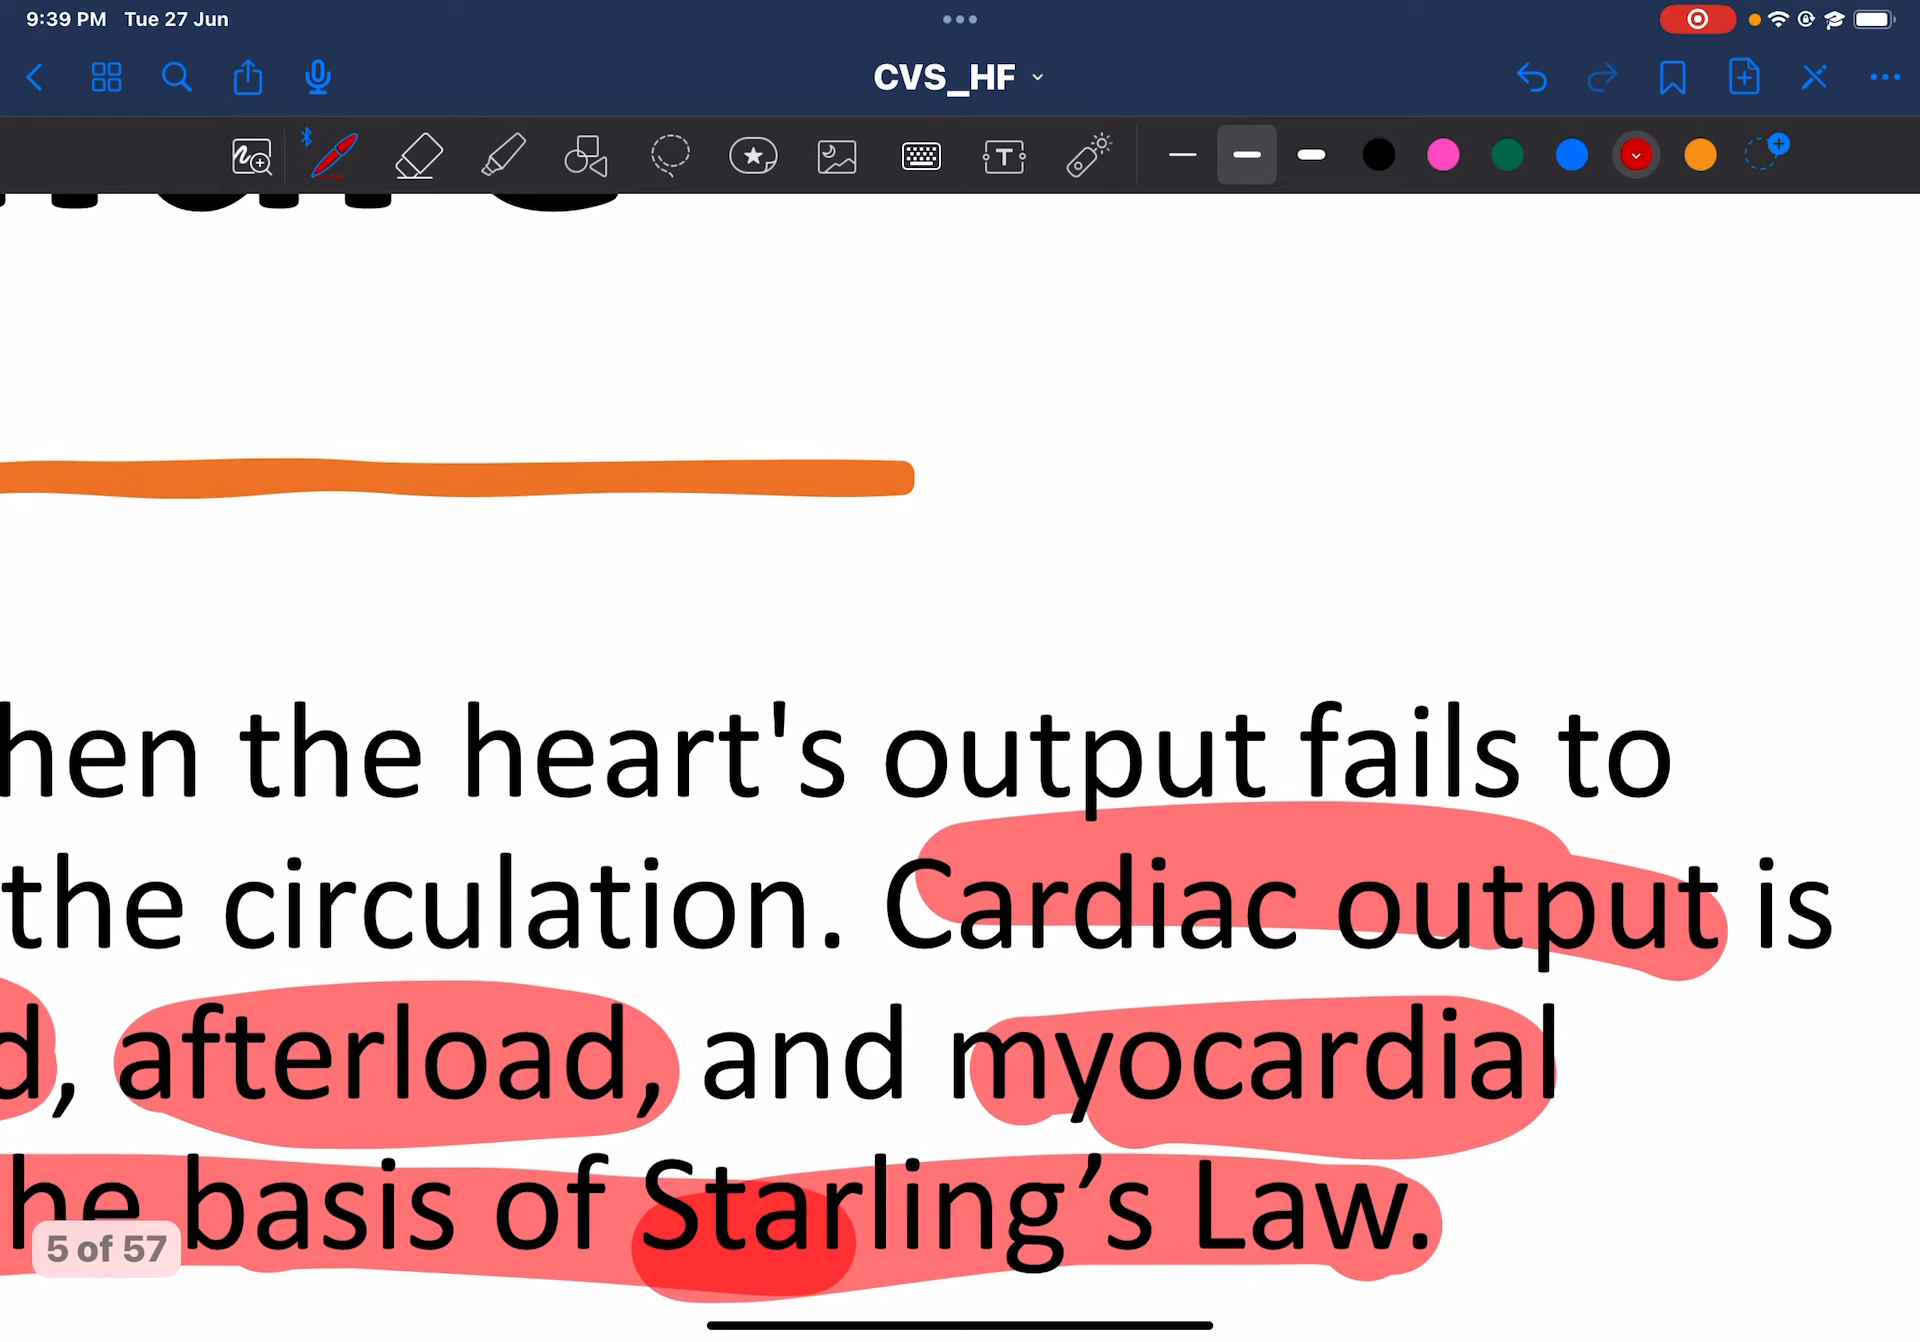 9:39 PM Tue 27 Jun
CVS_HF
hen the heart's output fails to
the circulation. Cardiac output is
d, afterload, and myocardial
he basis of Starling’s Law.
5 of 57